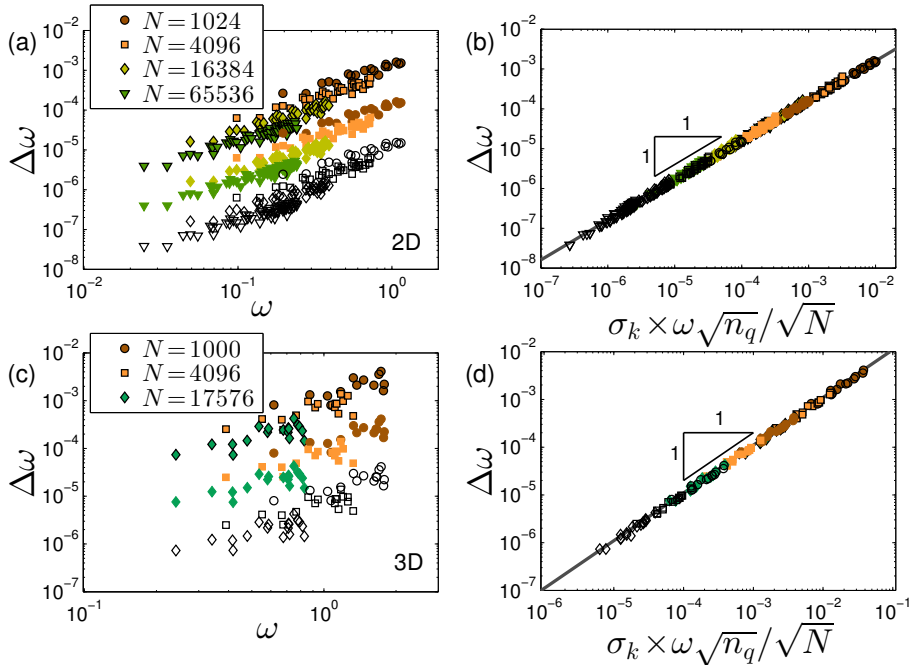 (a)
N=1024
N=4096
N=16384
N=65536
10^{-2}
10^{-3}
10^{-4}
10^{-5}
10^{-6}
10^{-7}
10^{-8}
Δω
10^{-2} 10^{-1} 10^{0}
ω
2D
(b)
10^{-2}
10^{-3}
10^{-4}
10^{-5}
10^{-6}
10^{-7}
10^{-8}
Δω
1
1
10^{-7} 10^{-6} 10^{-5} 10^{-4} 10^{-3} 10^{-2}
σ_k × ω√n_q/√N
(c)
N=1000
N=4096
N=17576
10^{-2}
10^{-3}
10^{-4}
10^{-5}
10^{-6}
10^{-7}
Δω
10^{-1} 10^{0}
ω
3D
(d)
10^{-2}
10^{-3}
10^{-4}
10^{-5}
10^{-6}
10^{-7}
Δω
1
1
10^{-6} 10^{-5} 10^{-4} 10^{-3} 10^{-2} 10^{-1}
σ_k × ω√n_q/√N